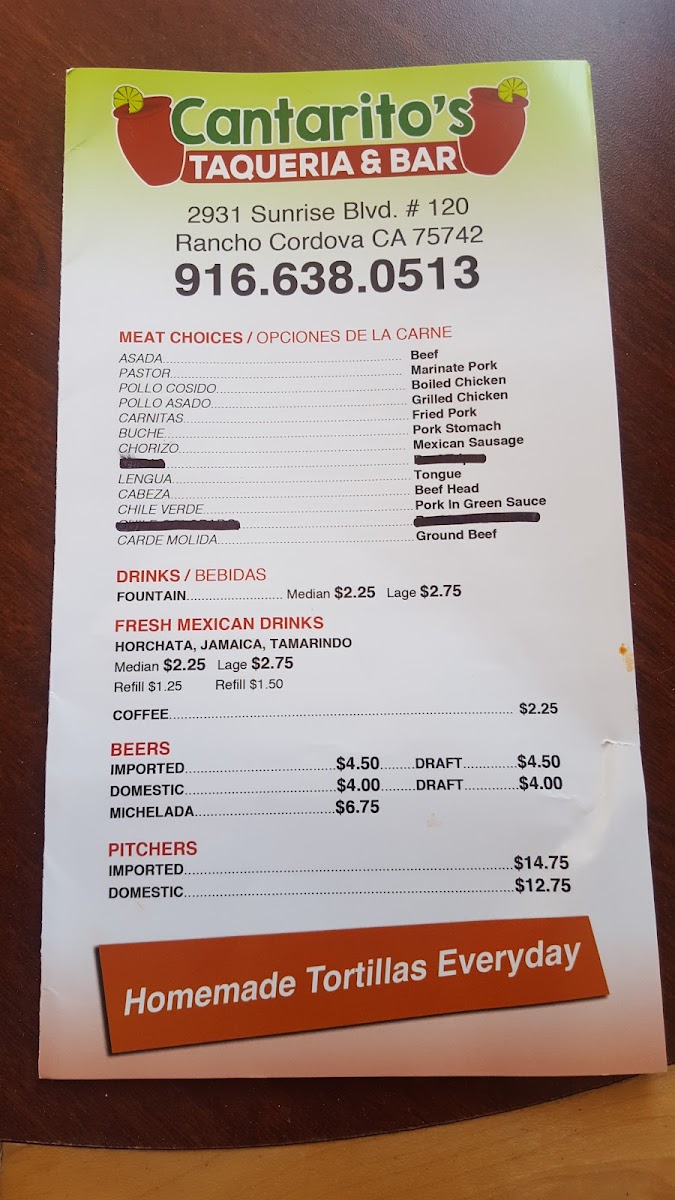 Cantarito's
TAQUERIA & BAR
2931 Sunrise Blvd. # 120
Rancho Cordova CA 75742
916.638.0513
MEAT CHOICES / OPCIONES DE LA CARNE
ASADA Beef
PASTOR Marinate Pork
POLLO COSIDO Boiled Chicken
POLLO ASADO Grilled Chicken
CARNITAS Fried Pork
BUCHE Pork Stomach
CHORIZO Mexican Sausage
LENGUA Tongue
CABEZA Beef Head
CHILE VERDE Pork In Green Sauce
CARDE MOLIDA Ground Beef
DRINKS / BEBIDAS
FOUNTAIN Median $2.25 Lage $2.75
FRESH MEXICAN DRINKS
HORCHATA, JAMAICA, TAMARINDO
Median $2.25 Lage $2.75
Refill $1.25 Refill $1.50
COFFEE $2.25
BEERS
IMPORTED $4.50 DRAFT $4.50
DOMESTIC $4.00 DRAFT $4.00
MICHELADA $6.75
PITCHERS
IMPORTED $14.75
DOMESTIC $12.75
Homemade Tortillas Everyday